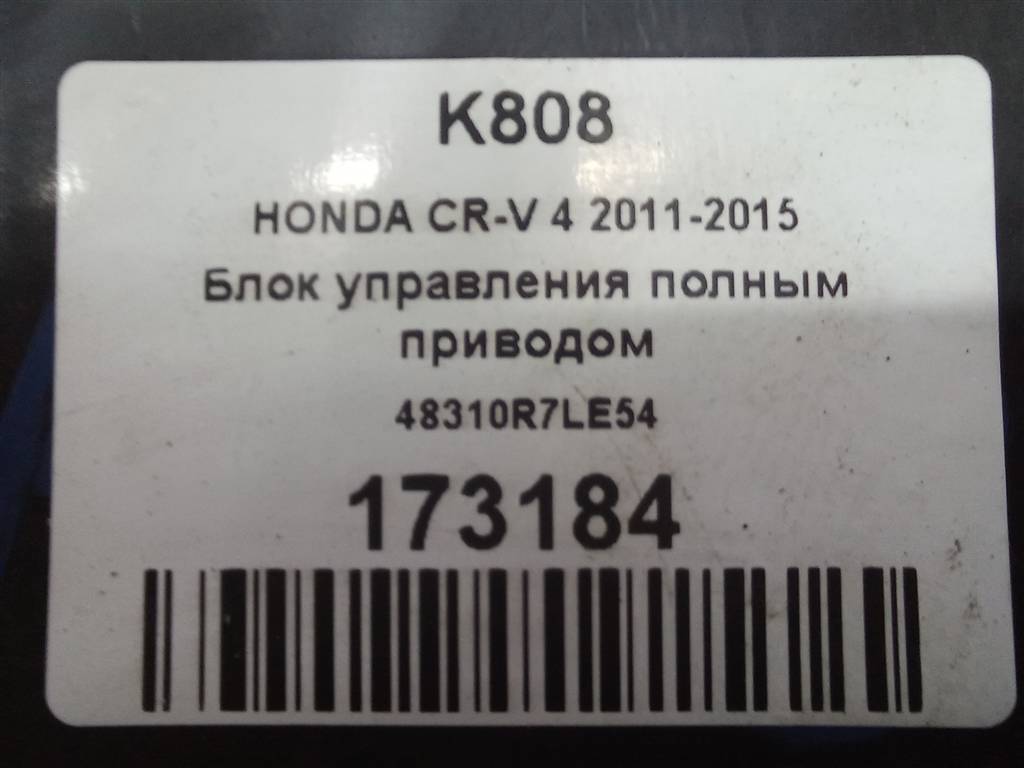 K808
HONDA CR-V 4 2011-2015
Блок управления полным
приводом
48310R7LE54
173184